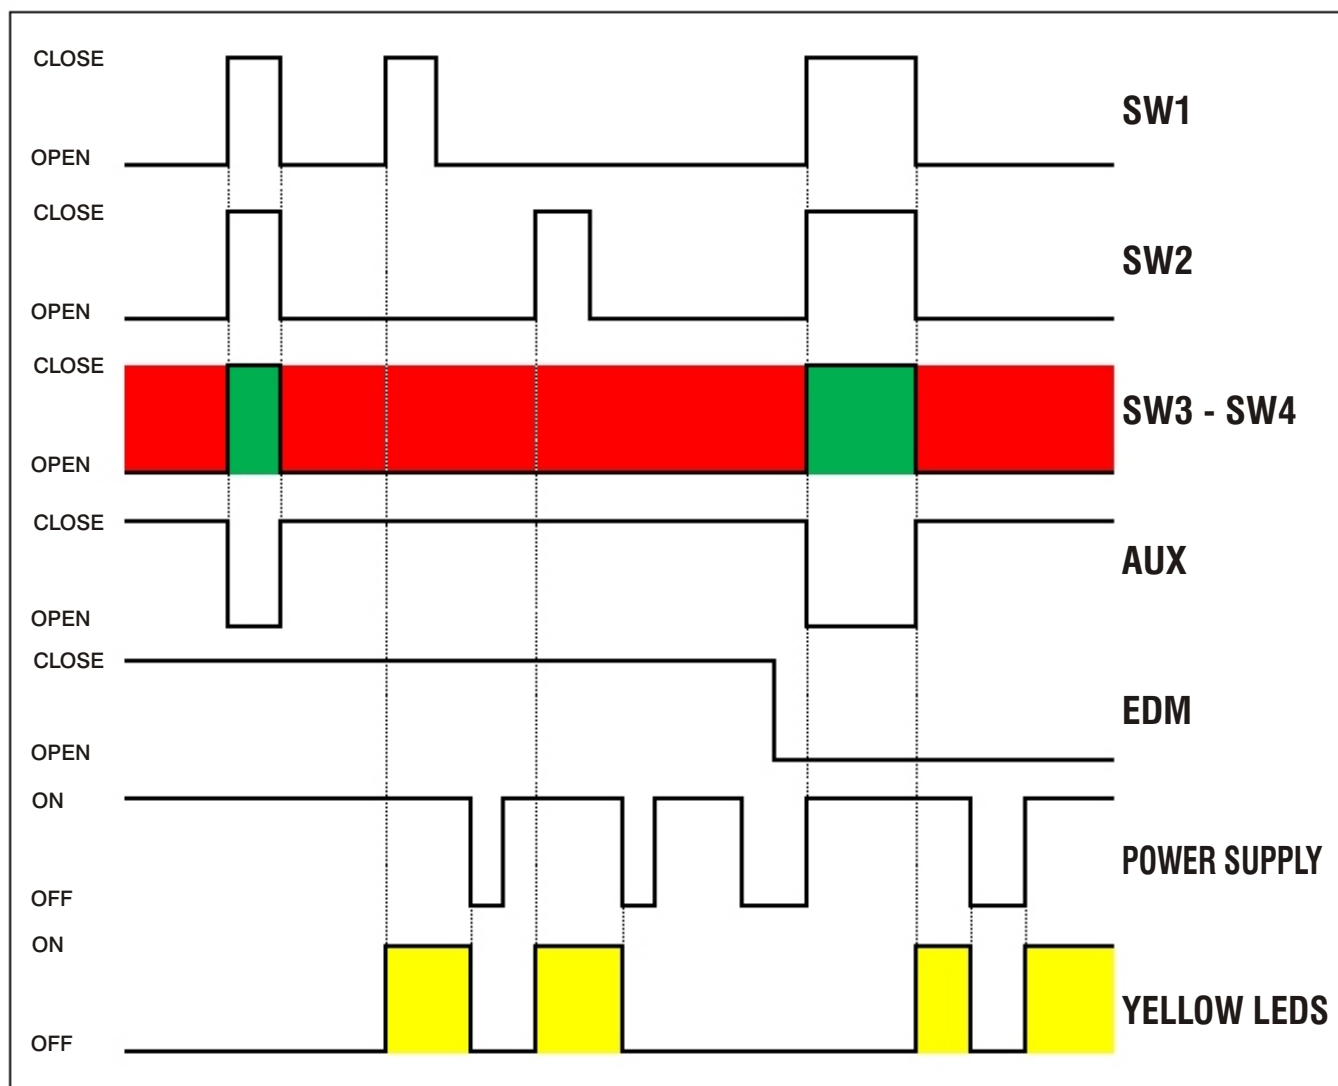 CLOSE
SW1
OPEN
CLOSE
SW2
OPEN
CLOSE
SW3 - SW4
OPEN
CLOSE
AUX
OPEN
CLOSE
EDM
OPEN
ON
POWER SUPPLY
OFF
ON
YELLOW LEDS
OFF